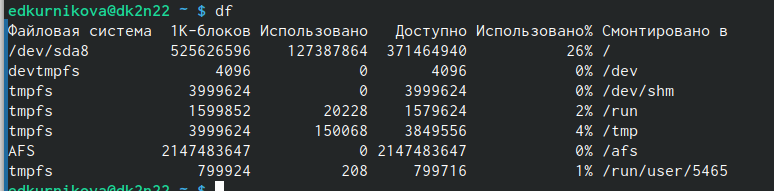 edkurnikova@dk2n22 ~ $ df
Файловая система 1K-блоков Использовано Доступно Использовано% Смонтировано в
/dev/sda8 525626596 127387864 371464940 26% /
devtmpfs 4096 0 4096 0% /dev
tmpfs 3999624 0 3999624 0% /dev/shm
tmpfs 1599852 20228 1579624 2% /run
tmpfs 3999624 150068 3849556 4% /tmp
AFS 2147483647 0 2147483647 0% /afs
tmpfs 799924 208 799716 1% /run/user/5465
edkurnikova@dk2n22 ~ $